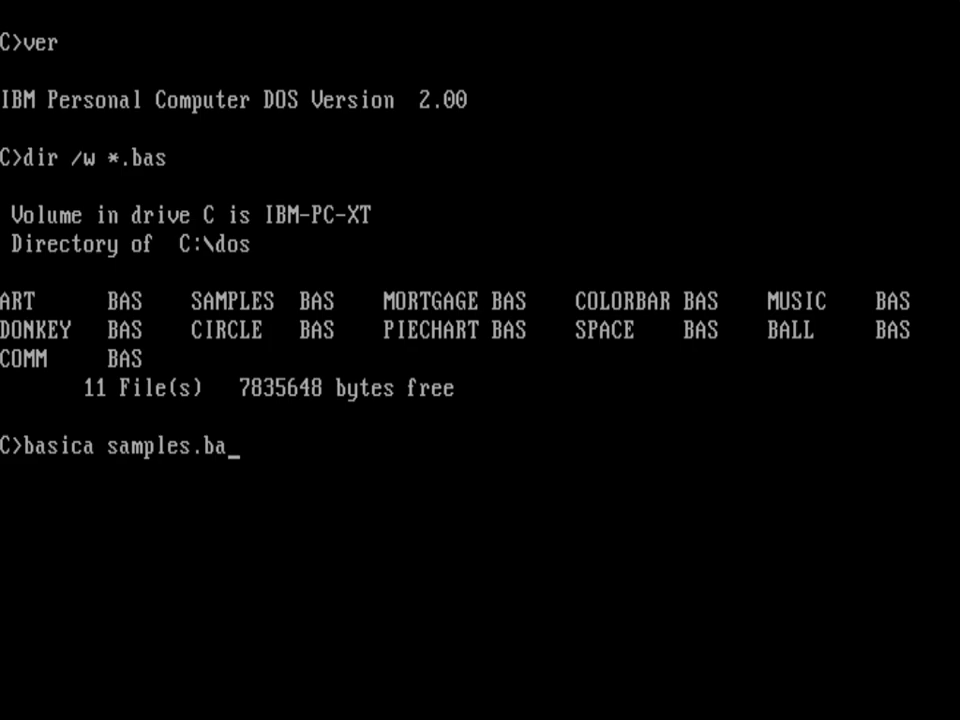 C>ver
IBM Personal Computer DOS Version  2.00
C>dir /w *.bas
Volume in drive C is IBM-PC-XT
Directory of  C:\dos
ART      BAS    SAMPLES  BAS    MORTGAGE BAS    COLORBAR BAS    MUSIC    BAS
DONKEY   BAS    CIRCLE   BAS    PIECHART BAS    SPACE    BAS    BALL     BAS
COMM     BAS
11 File(s)   7835648 bytes free
C>basica samples.ba_